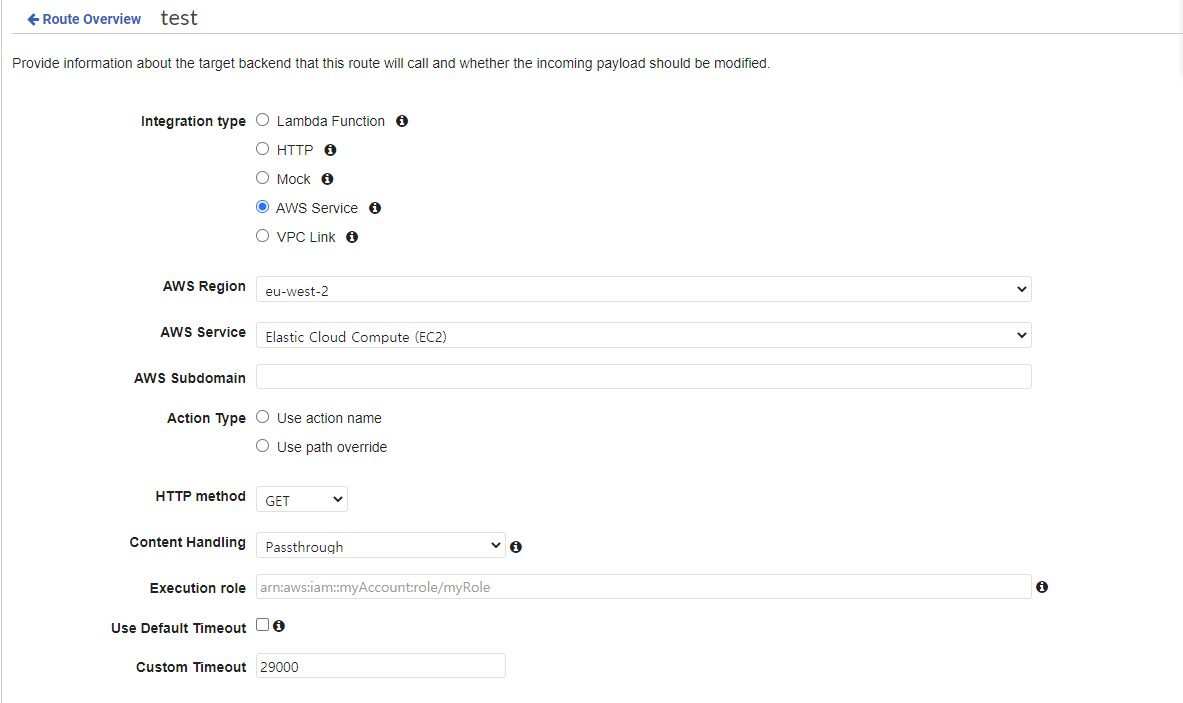 Route Overview test
Provide information about the target backend that this route will call and whether the incoming payload should be modified.
Integration type Lambda Function
HTTP
Mock
AWS Service
VPC Link
AWS Region eu-west-2
AWS Service Elastic Cloud Compute (EC2)
AWS Subdomain
Action Type Use action name
Use path override
HTTP method GET
Content Handling Passthrough
Execution role arn:aws:iam::myAccount:role/myRole
Use Default Timeout
Custom Timeout 29000